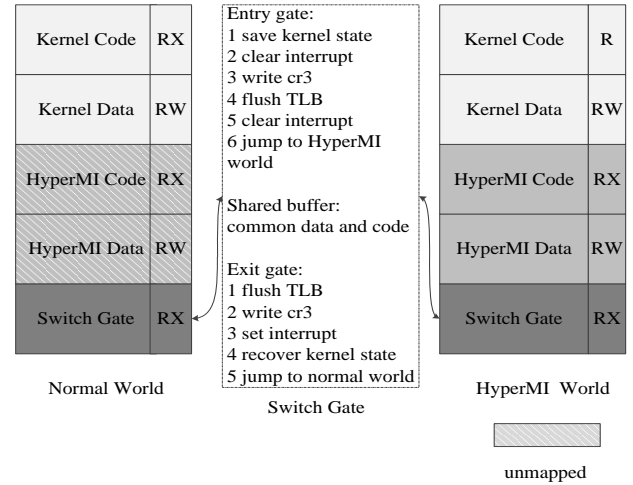 Kernel Code RX
Kernel Data RW
HyperMI Code RX
HyperMI Data RW
Switch Gate RX
Normal World
Entry gate:
1 save kernel state
2 clear interrupt
3 write cr3
4 flush TLB
5 clear interrupt
6 jump to HyperMI
world
Shared buffer:
common data and code
Exit gate:
1 flush TLB
2 write cr3
3 set interrupt
4 recover kernel state
5 jump to normal world
Switch Gate
Kernel Code R
Kernel Data RW
HyperMI Code RX
HyperMI Data RW
Switch Gate RX
HyperMI World
unmapped